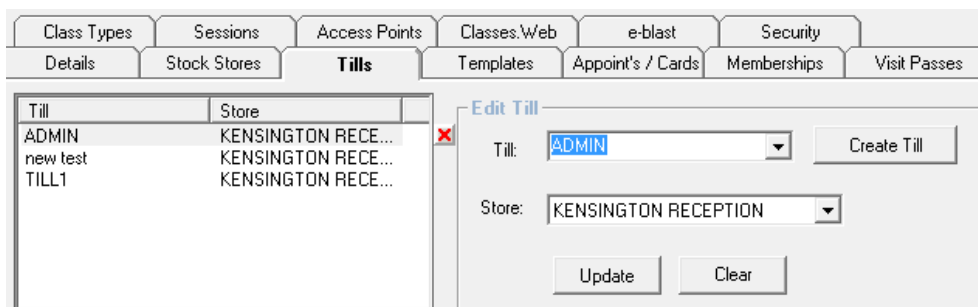 Class Types Sessions Access Points Classes.Web e-blast Security
Details Stock Stores Tills Templates Appoint's / Cards Memberships Visit Passes
Till Store
ADMIN KENSINGTON RECE...
new test KENSINGTON RECE...
TILL1 KENSINGTON RECE...
Edit Till
Till: ADMIN Create Till
Store: KENSINGTON RECEPTION
Update Clear